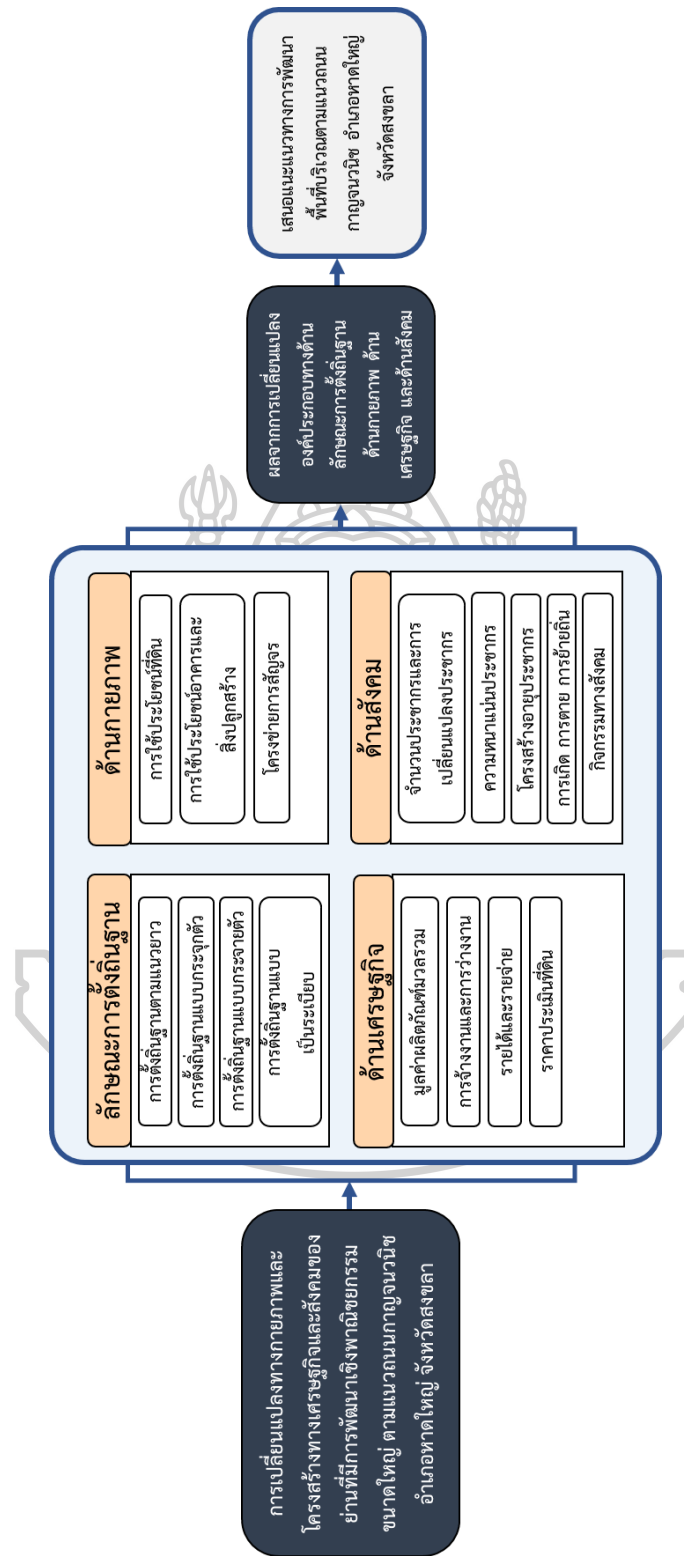 การเปลี่ยนแปลงทางกายภาพและ
โครงสร้างทางเศรษฐกิจและสังคมของ
ย่านที่มีการพัฒนาเชิงพาณิชยกรรม
ขนาดใหญ่ ตามแนวถนนกาญจนวนิช
อำเภอหาดใหญ่ จังหวัดสงขลา
ลักษณะการตั้งถิ่นฐาน
การตั้งถิ่นฐานตามแนวยาว
การตั้งถิ่นฐานแบบกระจุกตัว
การตั้งถิ่นฐานแบบกระจายตัว
การตั้งถิ่นฐานแบบ
เป็นระเบียบ
ด้านกายภาพ
การใช้ประโยชน์ที่ดิน
การใช้ประโยชน์อาคารและ
สิ่งปลูกสร้าง
โครงข่ายการสัญจร
ด้านเศรษฐกิจ
มูลค่าผลิตภัณฑ์มวลรวม
การจ้างงานและการว่างงาน
รายได้และรายจ่าย
ราคาประเมินที่ดิน
ด้านสังคม
จำนวนประชากรและการ
เปลี่ยนแปลงประชากร
ความหนาแน่นประชากร
โครงสร้างอายุประชากร
การเกิด การตาย การย้ายถิ่น
กิจกรรมทางสังคม
ผลจากการเปลี่ยนแปลง
องค์ประกอบทางด้าน
ลักษณะการตั้งถิ่นฐาน
ด้านกายภาพ ด้าน
เศรษฐกิจ และด้านสังคม
เสนอแนะแนวทางการพัฒนา
พื้นที่บริเวณตามแนวถนน
กาญจนวนิช อำเภอหาดใหญ่
จังหวัดสงขลา